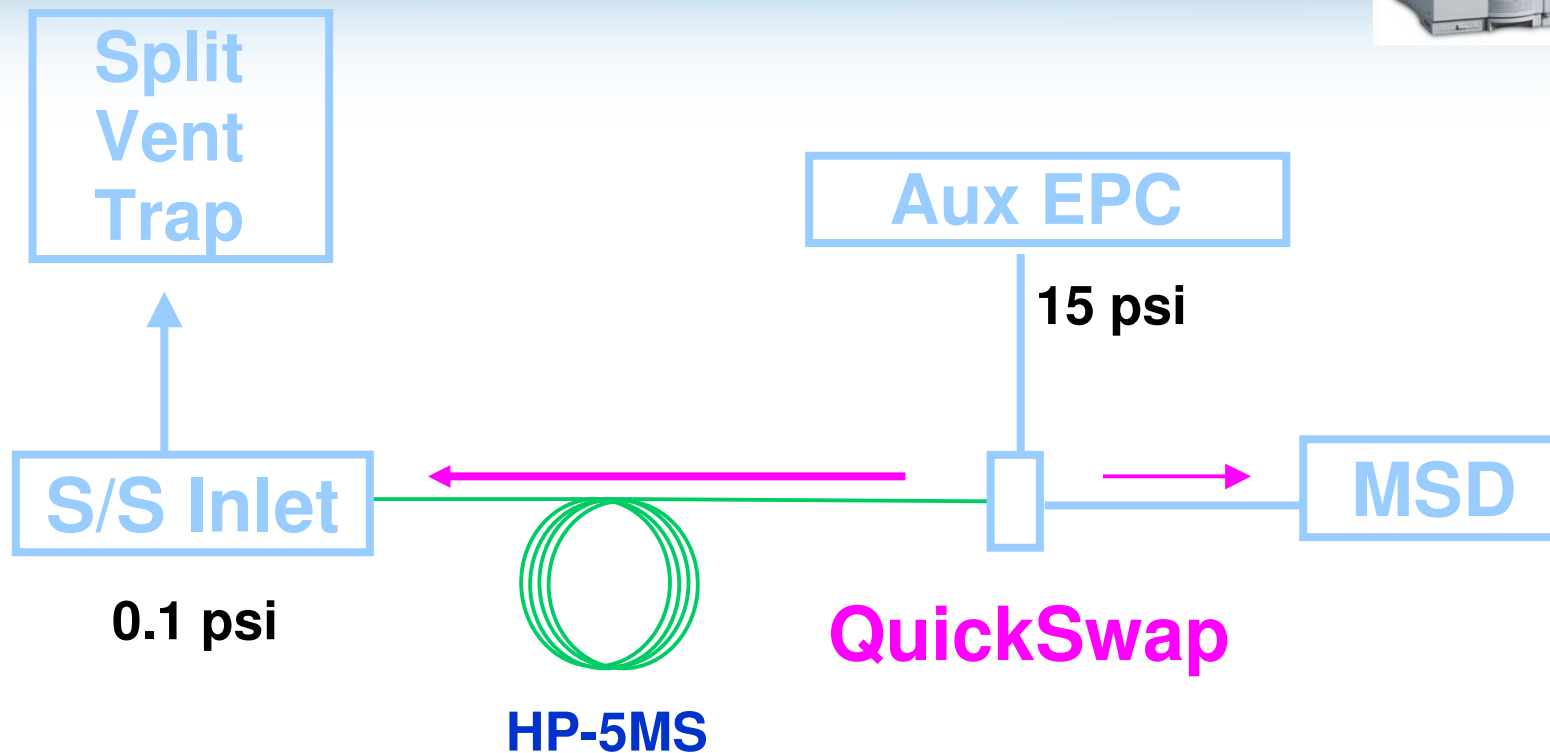 Split
Vent
Trap
Aux EPC
15 psi
S/S Inlet
MSD
0.1 psi
QuickSwap
HP-5MS